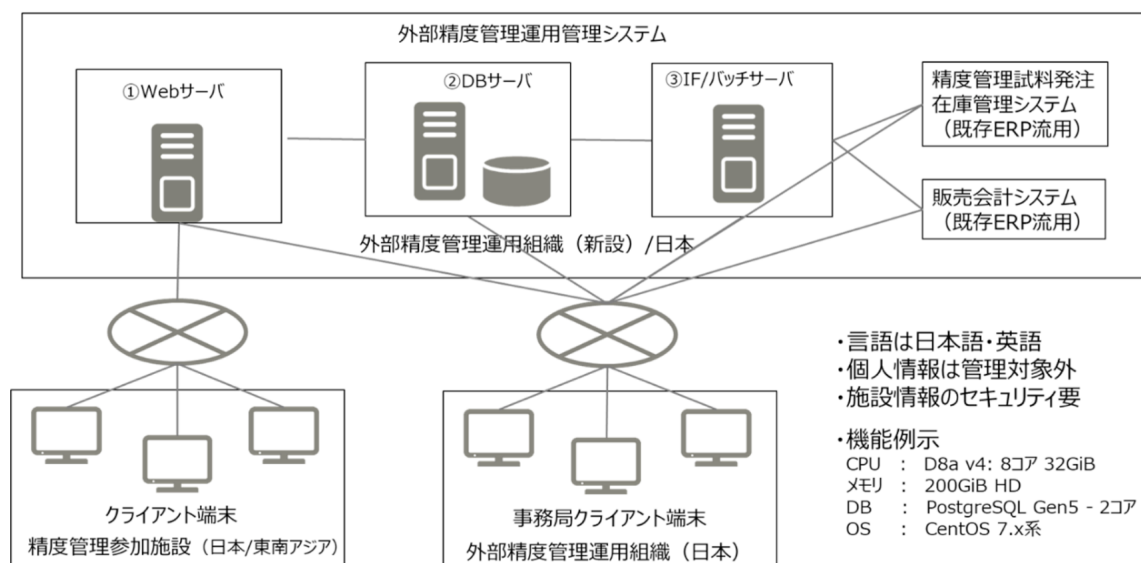 外部精度管理運用管理システム
①Webサーバ
②DBサーバ
③IF/バッチサーバ
精度管理試料発注
在庫管理システム
（既存ERP流用）
販売会計システム
（既存ERP流用）
外部精度管理運用組織（新設）/日本
・言語は日本語・英語
・個人情報は管理対象外
・施設情報のセキュリティ要
・機能例示
CPU : D8a v4: 8コア 32GiB
メモリ : 200GiB HD
DB : PostgreSQL Gen5 - 2コア
OS : CentOS 7.x系
クライアント端末
精度管理参加施設（日本/東南アジア）
事務局クライアント端末
外部精度管理運用組織（日本）